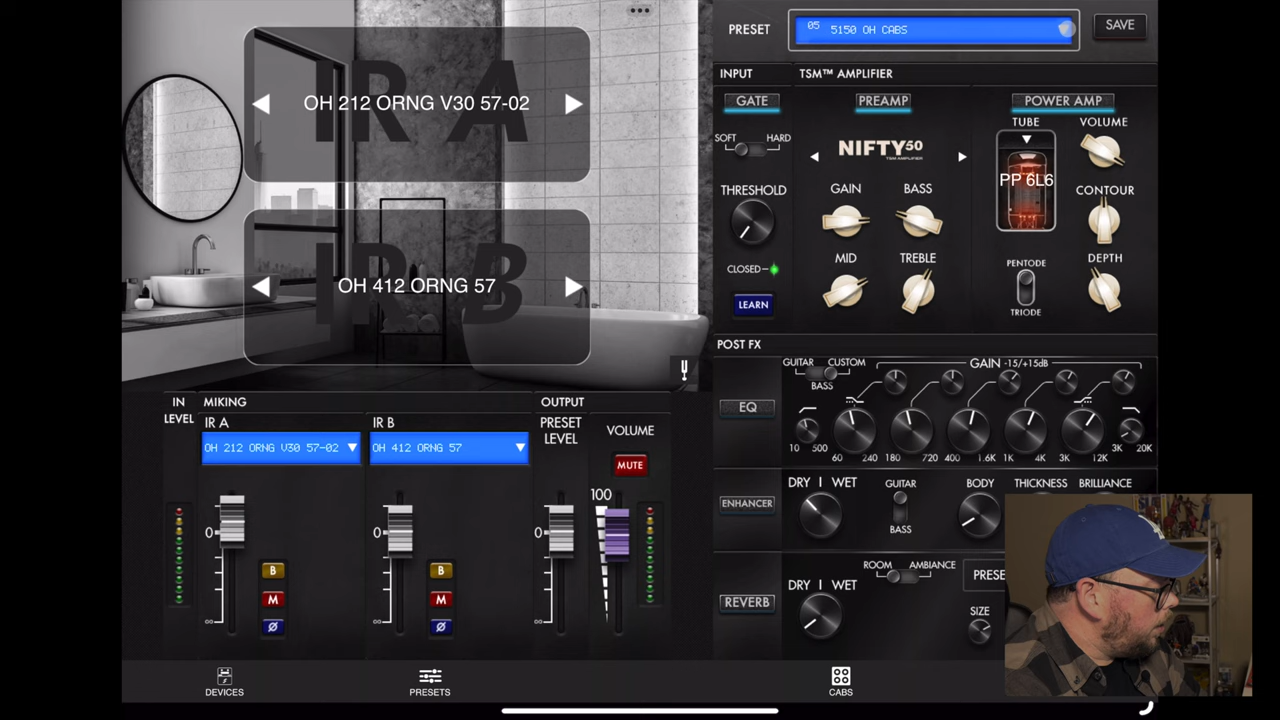 PRESET
05 5150 OH CABS
SAVE
IR A
OH 212 ORNG V30 57-02
IR B
OH 412 ORNG 57
INPUT
TSM™ AMPLIFIER
GATE
PREAMP
POWER AMP
SOFT
HARD
THRESHOLD
CLOSED
LEARN
NIFTY50
TSM AMPLIFIER
GAIN
BASS
MID
TREBLE
TUBE
PP 6L6
PENTODE
TRIODE
VOLUME
CONTOUR
DEPTH
POST FX
EQ
GUITAR
CUSTOM
BASS
GAIN -15/+15dB
10
500
60
240
180
720
400
1.6K
1K
4K
3K
12K
3K
20K
ENHANCER
DRY | WET
GUITAR
BASS
BODY
THICKNESS
BRILLIANCE
REVERB
DRY | WET
ROOM
AMBIANCE
PRESE
SIZE
IN
LEVEL
MIKING
IR A
OH 212 ORNG V30 57-02
IR B
OH 412 ORNG 57
0
∞
B
M
Ø
0
∞
B
M
Ø
OUTPUT
PRESET
LEVEL
0
∞
VOLUME
MUTE
100
DEVICES
PRESETS
CABS